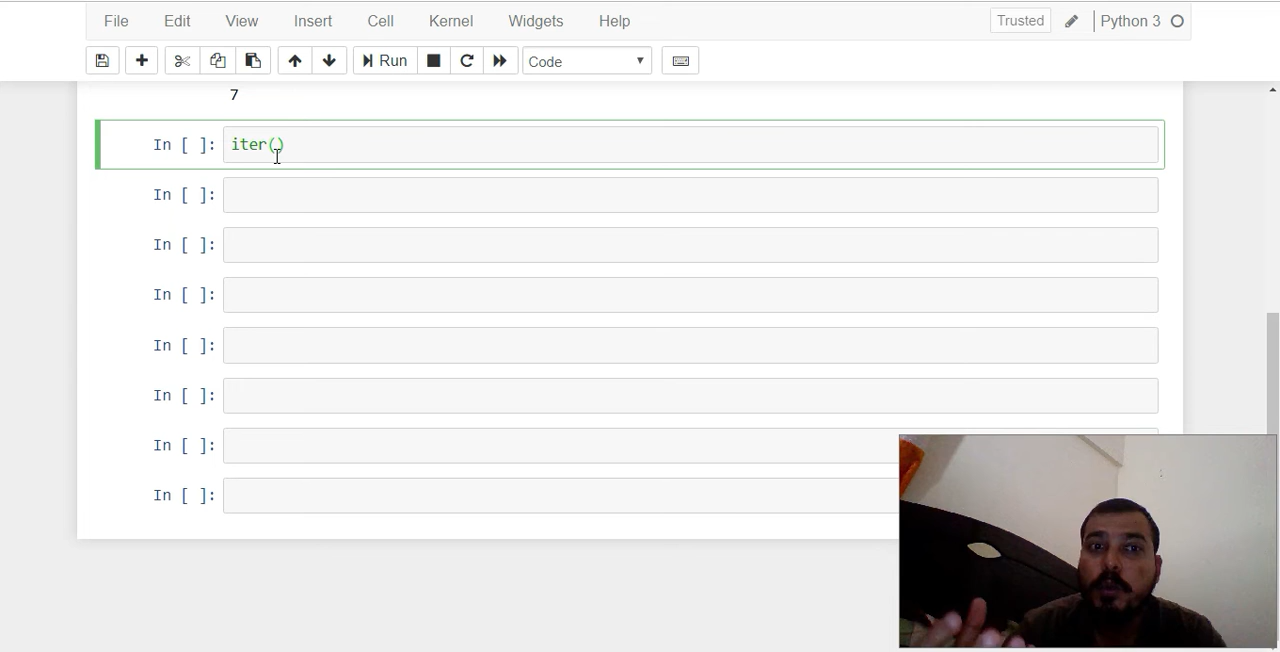 File Edit View Insert Cell Kernel Widgets Help Trusted Python 3
Run Code
7
In [ ]: iter()
In [ ]:
In [ ]:
In [ ]:
In [ ]:
In [ ]:
In [ ]:
In [ ]: